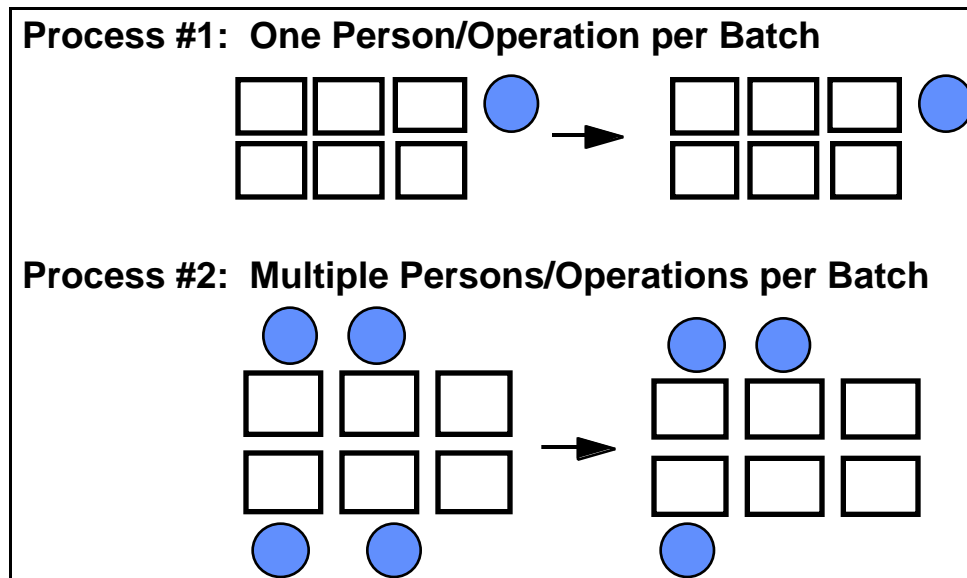 Process #1: One Person/Operation per Batch
Process #2: Multiple Persons/Operations per Batch